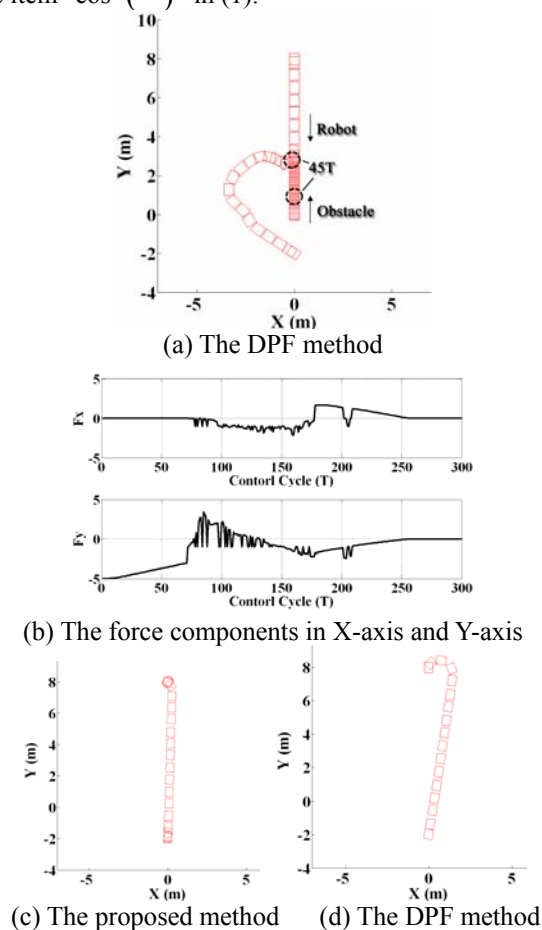 in (1).
10
8
6
4
2
0
-2
-4
Y (m)
Robot
45T
Obstacle
-5 0 5
X (m)
(a) The DPF method
5
0
-5
Fx
0 50 100 150 200 250 300
Contorl Cycle (T)
5
0
-5
Fy
0 50 100 150 200 250 300
Contorl Cycle (T)
(b) The force components in X-axis and Y-axis
8
6
4
2
0
-2
-4
Y (m)
-5 0 5
X (m)
8
6
4
2
0
-2
-4
Y (m)
-5 0 5
X (m)
(c) The proposed method (d) The DPF method